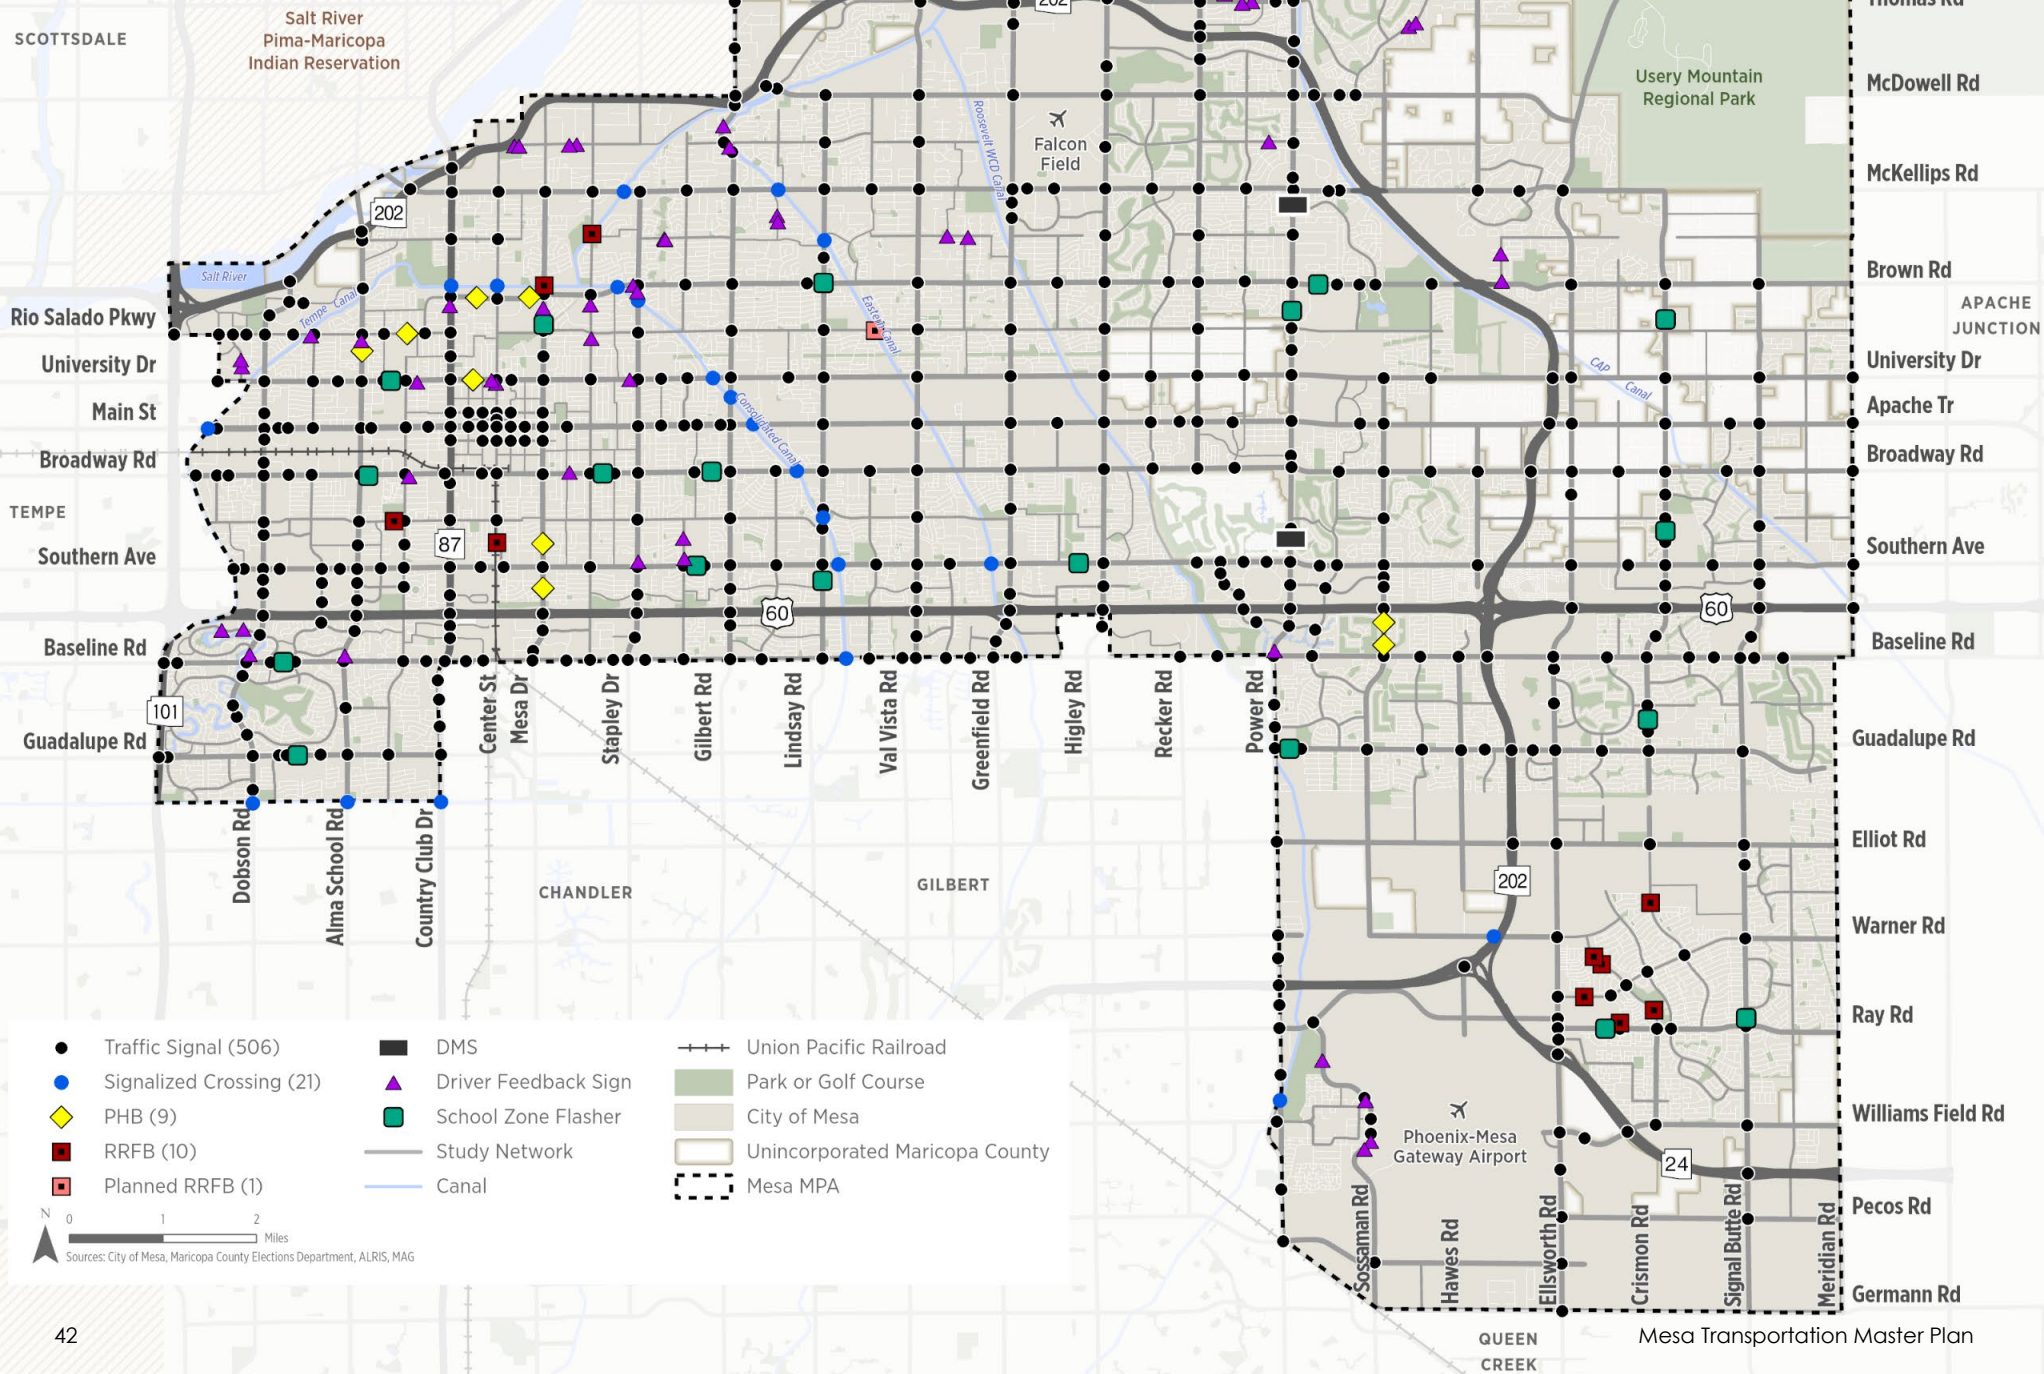 Thomas Rd
202
SCOTTSDALE
Salt River
Pima-Maricopa
Indian Reservation
Usery Mountain
Regional Park
McDowell Rd
Roosevelt WCD Canal
Falcon
Field
McKellips Rd
202
Salt River
Tempe Canal
Brown Rd
Rio Salado Pkwy
Eastern Canal
APACHE
JUNCTION
University Dr
University Dr
CAP Canal
Main St
Consolidated Canal
Apache Tr
Broadway Rd
Broadway Rd
TEMPE
87
Southern Ave
Southern Ave
60
60
Baseline Rd
Baseline Rd
101
Center St
Mesa Dr
Stapley Dr
Gilbert Rd
Lindsay Rd
Val Vista Rd
Greenfield Rd
Higley Rd
Recker Rd
Power Rd
Guadalupe Rd
Guadalupe Rd
Dobson Rd
Alma School Rd
Country Club Dr
CHANDLER
GILBERT
Elliot Rd
202
Warner Rd
Ray Rd
Williams Field Rd
Phoenix-Mesa
Gateway Airport
24
Pecos Rd
Sossaman Rd
Hawes Rd
Ellsworth Rd
Crismon Rd
Signal Butte Rd
Meridian Rd
Germann Rd
QUEEN
CREEK
Traffic Signal (506)
Signalized Crossing (21)
PHB (9)
RRFB (10)
Planned RRFB (1)
DMS
Driver Feedback Sign
School Zone Flasher
Study Network
Canal
Union Pacific Railroad
Park or Golf Course
City of Mesa
Unincorporated Maricopa County
Mesa MPA
N
0 1 2
Miles
Sources: City of Mesa, Maricopa County Elections Department, ALRIS, MAG
42
Mesa Transportation Master Plan